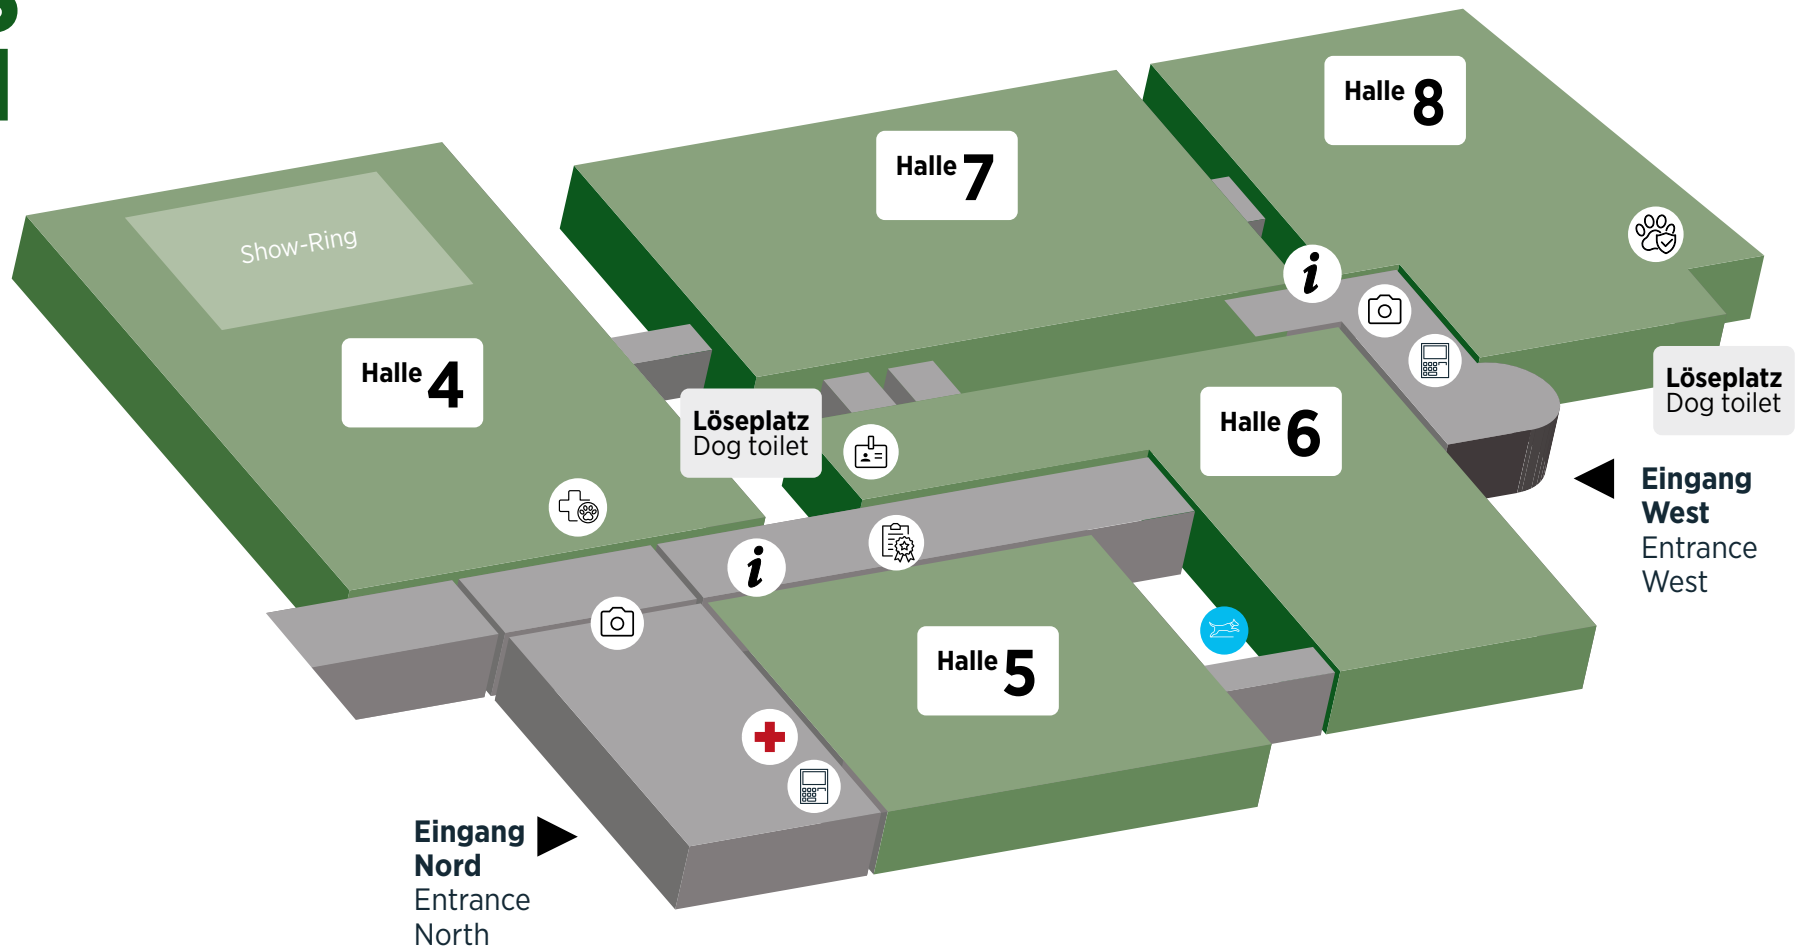 Halle 8
Halle 7
Show-Ring
Halle 4
Löseplatz
Dog toilet
Halle 6
Löseplatz
Dog toilet
Eingang
West
Entrance
West
Halle 5
Eingang
Nord
Entrance
North